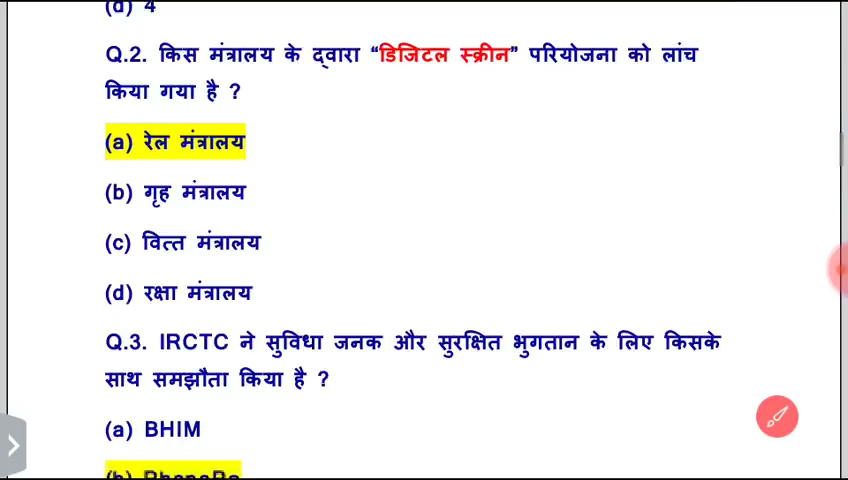 (d) 4
Q.2. किस मंत्रालय के द्वारा “डिजिटल स्क्रीन” परियोजना को लांच
किया गया है ?
(a) रेल मंत्रालय
(b) गृह मंत्रालय
(c) वित्त मंत्रालय
(d) रक्षा मंत्रालय
Q.3. IRCTC ने सुविधा जनक और सुरक्षित भुगतान के लिए किसके
साथ समझौता किया है ?
(a) BHIM
(b)